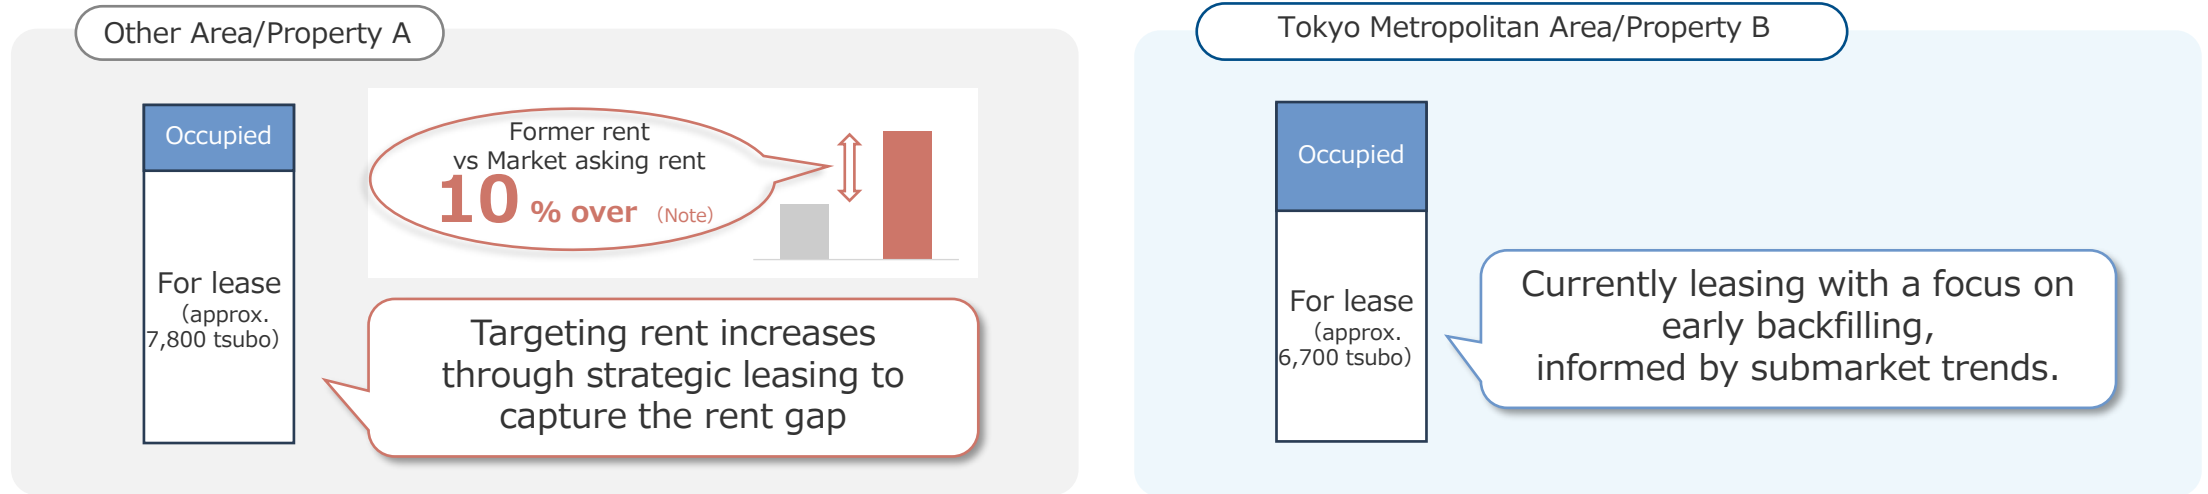 Other Area/Property A
Occupied
For lease
（approx.
7,800 tsubo）
Former rent
vs Market asking rent
10 % over （Note）
Targeting rent increases
through strategic leasing to
capture the rent gap
Tokyo Metropolitan Area/Property B
Occupied
For lease
（approx.
6,700 tsubo）
Currently leasing with a focus on
early backfilling,
informed by submarket trends.